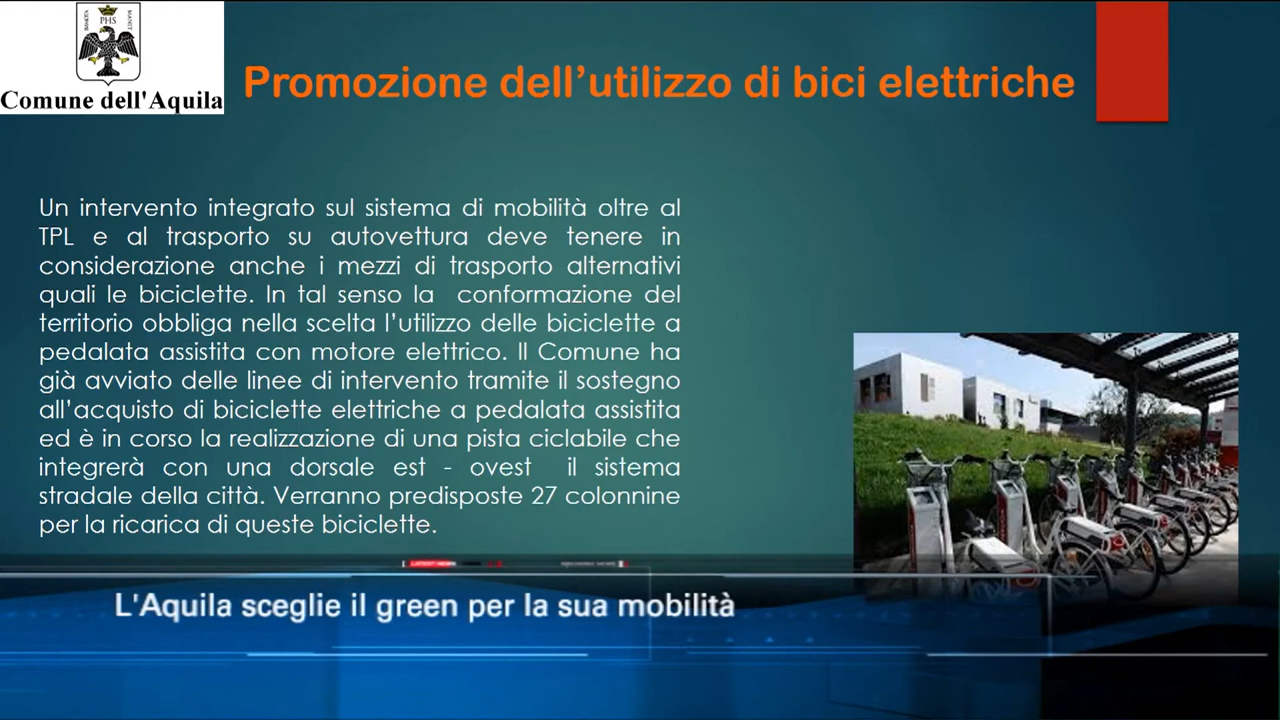 PHS
Comune dell'Aquila
Promozione dell’utilizzo di bici elettriche
Un intervento integrato sul sistema di mobilità oltre al
TPL e al trasporto su autovettura deve tenere in
considerazione anche i mezzi di trasporto alternativi
quali le biciclette. In tal senso la conformazione del
territorio obbliga nella scelta l’utilizzo delle biciclette a
pedalata assistita con motore elettrico. Il Comune ha
già avviato delle linee di intervento tramite il sostegno
all’acquisto di biciclette elettriche a pedalata assistita
ed è in corso la realizzazione di una pista ciclabile che
integrerà con una dorsale est - ovest il sistema
stradale della città. Verranno predisposte 27 colonnine
per la ricarica di queste biciclette.
LATEST NEWS
L'Aquila sceglie il green per la sua mobilità